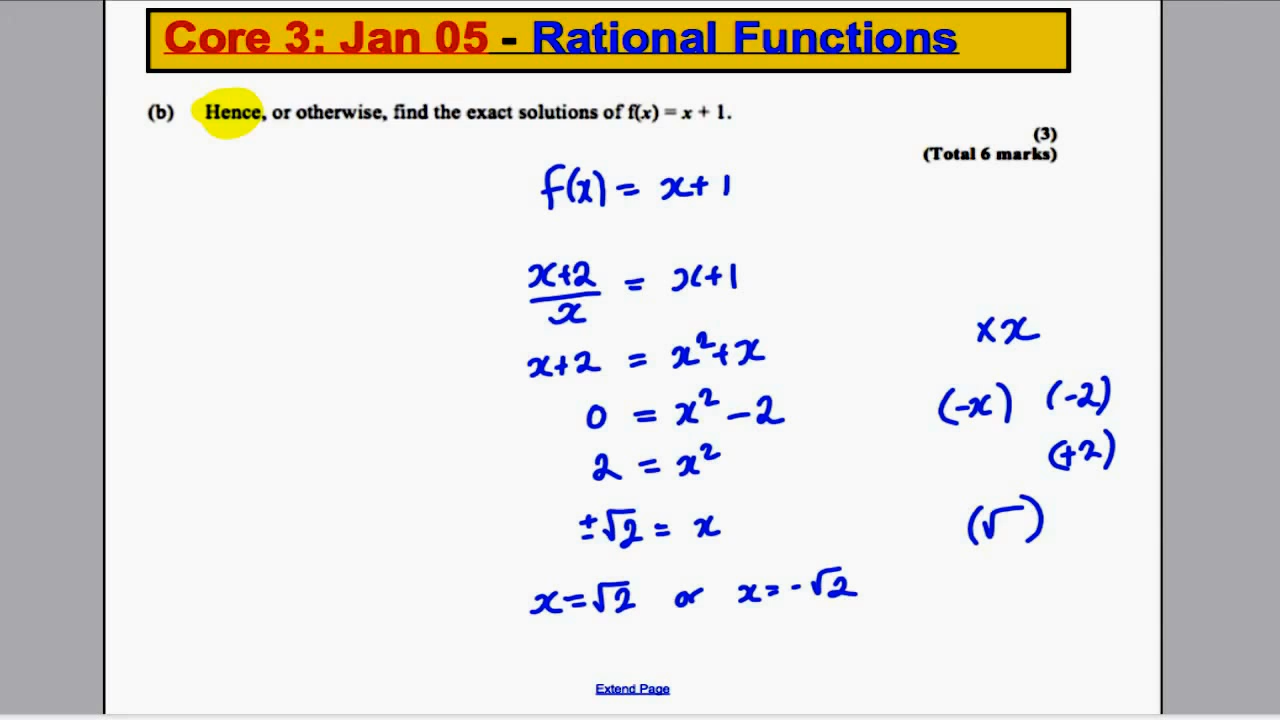 Core 3: Jan 05 - Rational Functions
(b) Hence, or otherwise, find the exact solutions of f(x) = x + 1.
(3)
(Total 6 marks)
f(x) = x + 1
x+2/x = x+1
×x
x+2 = x²+x
(-x) (-2)
0 = x² - 2
(+2)
2 = x²
±√2 = x
(√ )
x=√2 or x=-√2
Extend Page